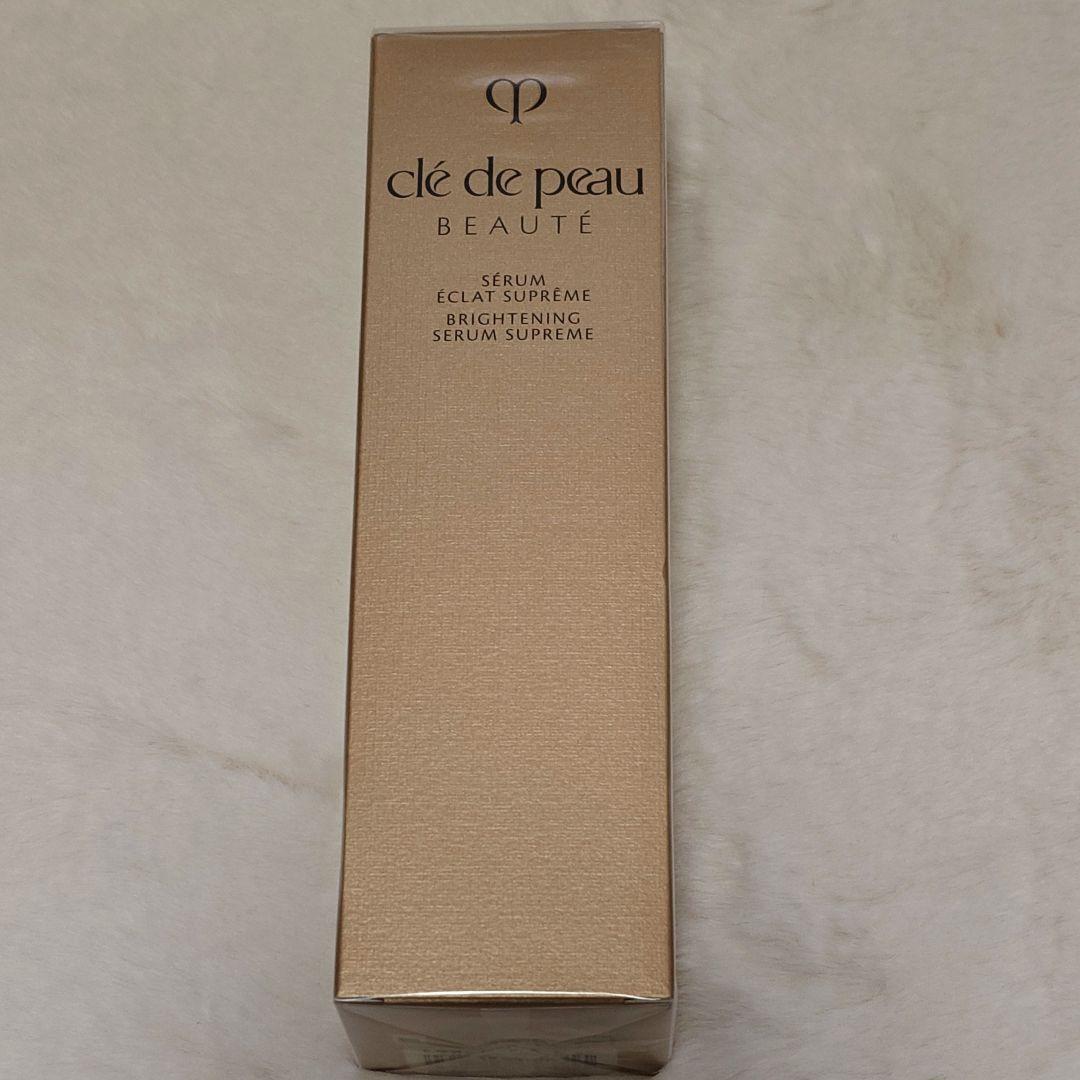 clé de peau
BEAUTÉ
SÉRUM
ÉCLAT SUPRÊME
BRIGHTENING
SERUM SUPREME